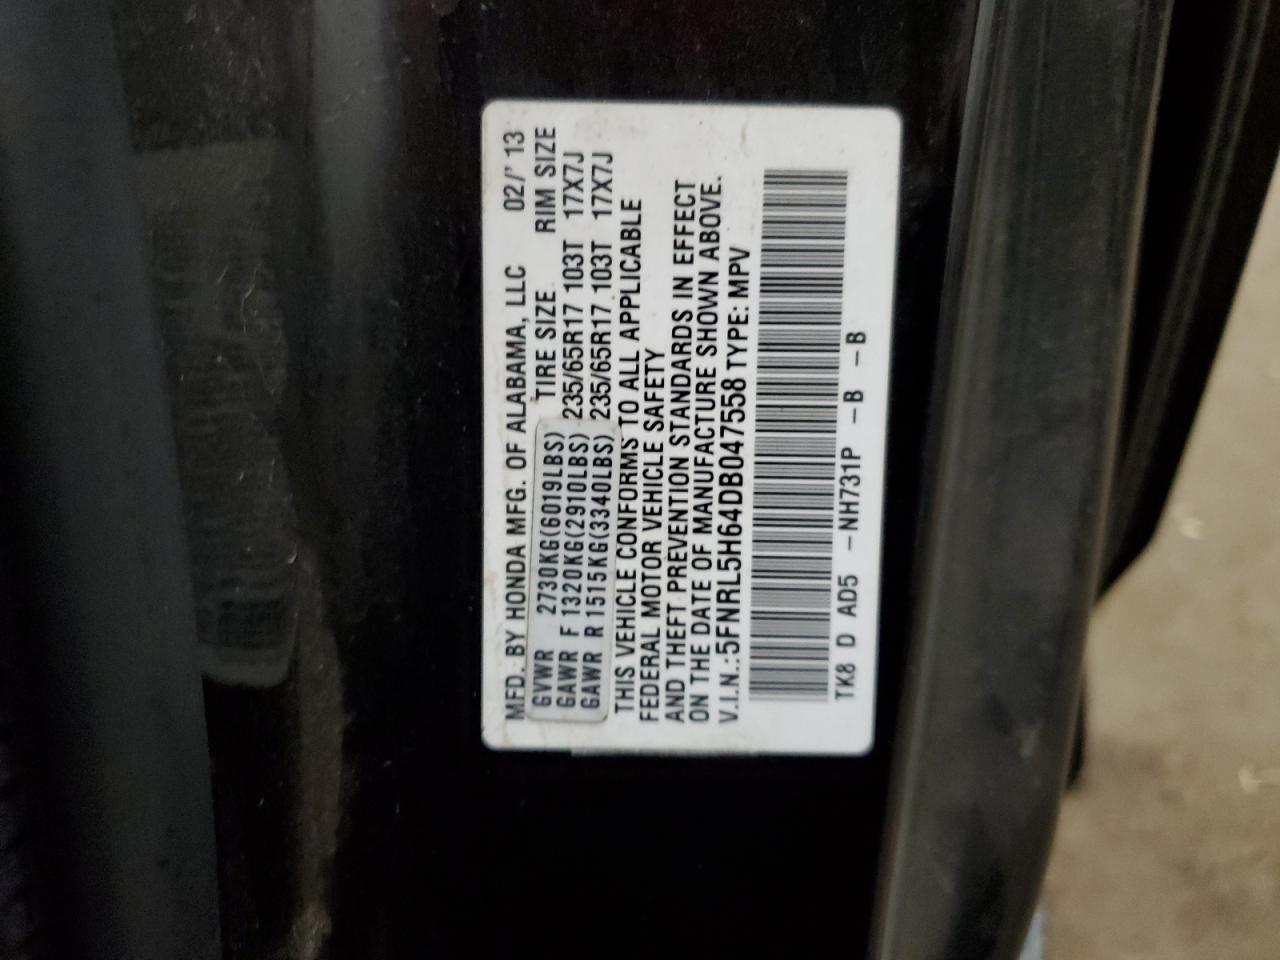 MFD. BY HONDA MFG. OF ALABAMA, LLC 02/'13
GVWR 2730KG(6019LBS) TIRE SIZE RIM SIZE
GAWR F 1320KG(2910LBS) 235/65R17 103T 17X7J
GAWR R 1515KG(3340LBS) 235/65R17 103T 17X7J
THIS VEHICLE CONFORMS TO ALL APPLICABLE
FEDERAL MOTOR VEHICLE SAFETY
AND THEFT PREVENTION STANDARDS IN EFFECT
ON THE DATE OF MANUFACTURE SHOWN ABOVE.
V.I.N.:5FNRL5H64DB047558 TYPE: MPV
TK8 D AD5 -NH731P -B -B